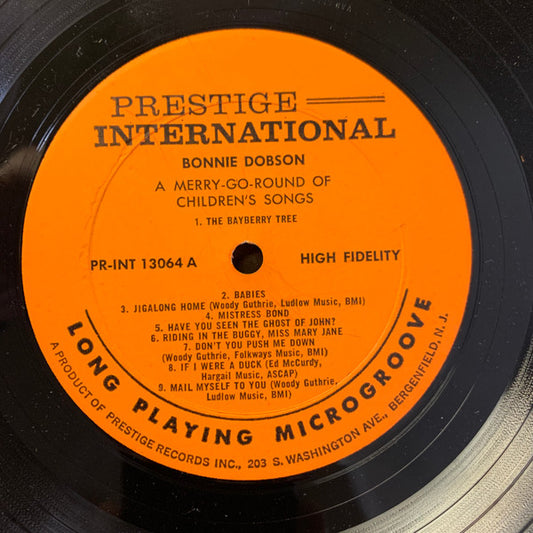 PRESTIGE
INTERNATIONAL
BONNIE DOBSON
A MERRY-GO-ROUND OF
CHILDREN'S SONGS
1. THE BAYBERRY TREE
PR-INT 13064 A
HIGH FIDELITY
2. BABIES
3. JIGALONG HOME (Woody Guthrie, Ludlow Music, BMI)
4. MISTRESS BOND
5. HAVE YOU SEEN THE GHOST OF JOHN?
6. RIDING IN THE BUGGY, MISS MARY JANE
7. DON'T YOU PUSH ME DOWN
(Woody Guthrie, Folkways Music, BMI)
8. IF I WERE A DUCK (Ed McCurdy,
Hargail Music, ASCAP)
9. MAIL MYSELF TO YOU (Woody Guthrie,
Ludlow Music, BMI)
LONG PLAYING MICROGROOVE
A PRODUCT OF PRESTIGE RECORDS INC., 203 S. WASHINGTON AVE., BERGENFIELD, N. J.